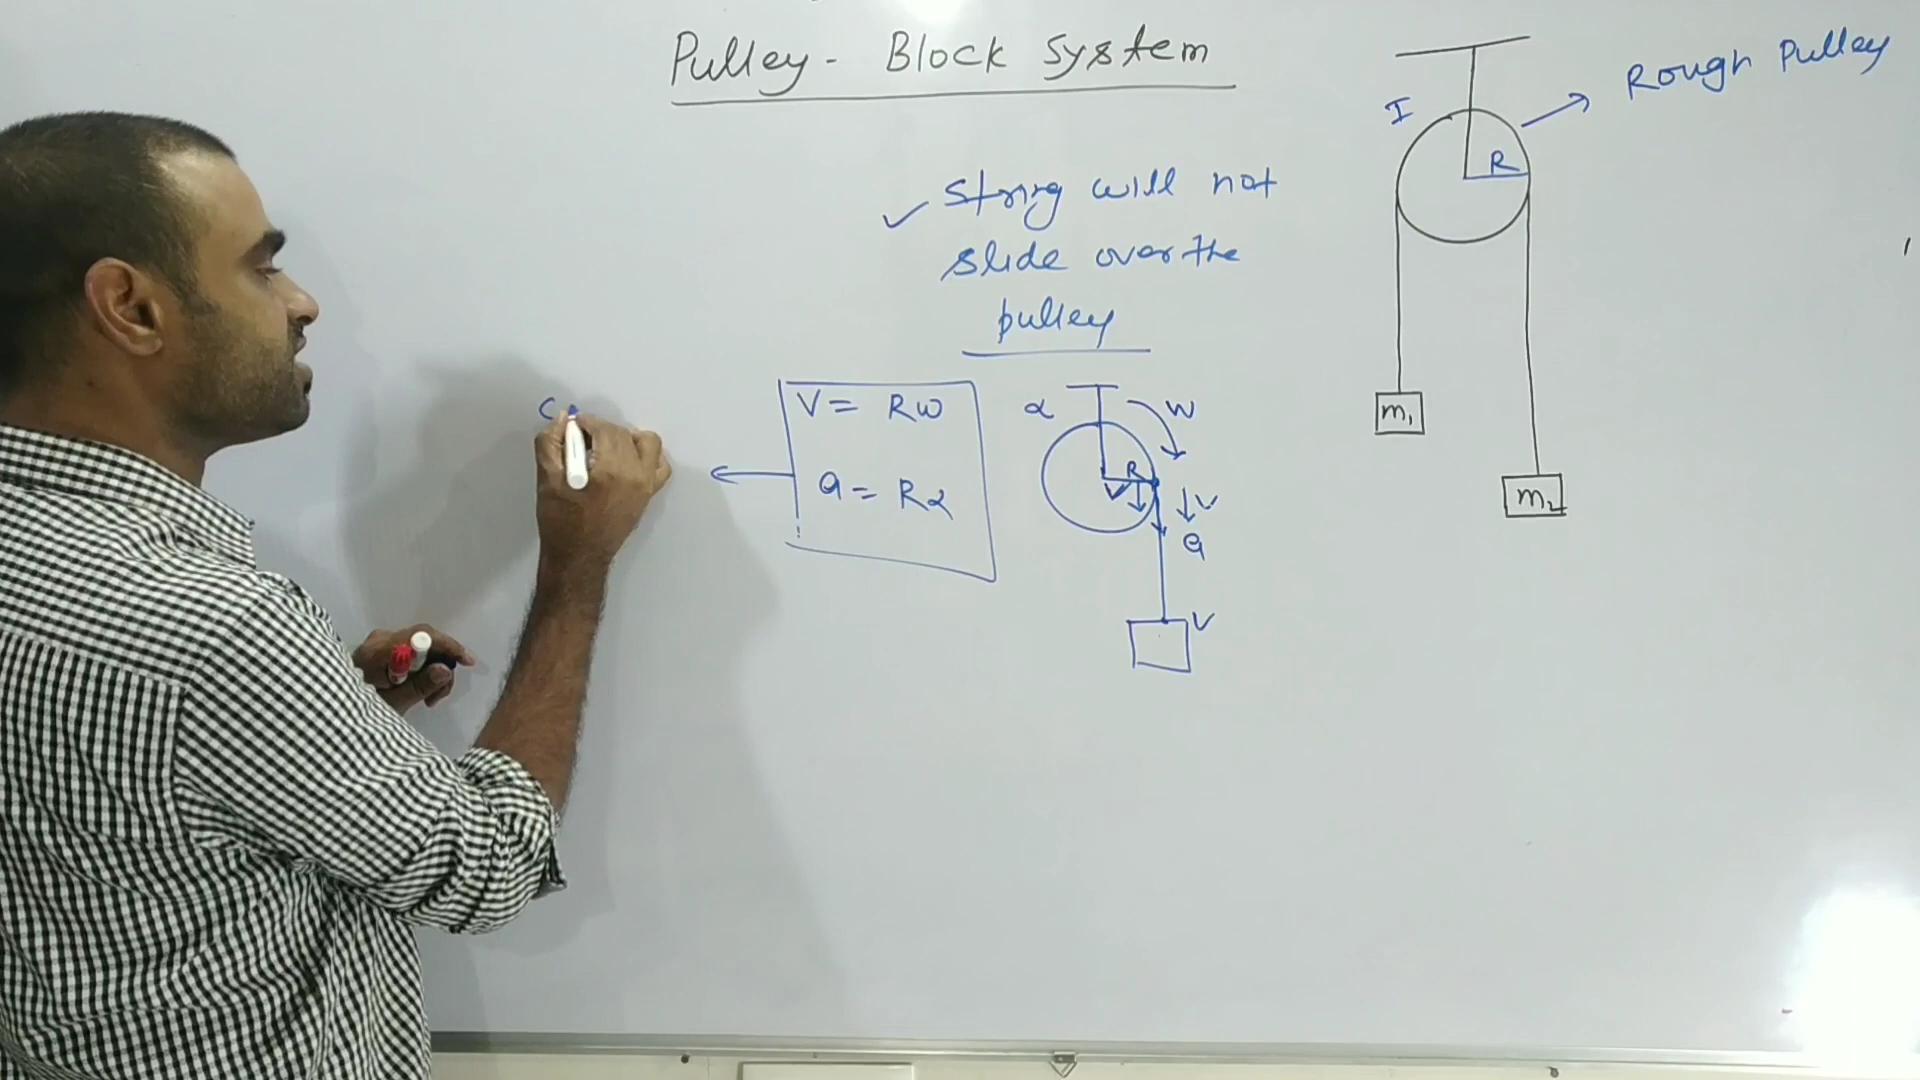 Pulley - Block System
I
R
Rough Pulley
✓ String will not
slide over the
pulley
V = Rω
a = Rα
α
W
R
V
V
a
V
m₁
m₂
C